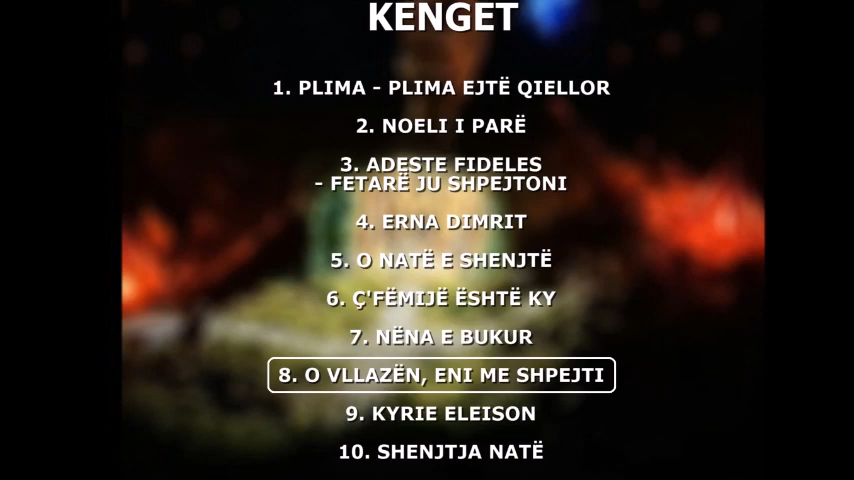 KENGET
1. PLIMA - PLIMA EJTË QIELLOR
2. NOELI I PARË
3. ADESTE FIDELES
- FETARË JU SHPEJTONI
4. ERNA DIMRIT
5. O NATË E SHENJTË
6. Ç'FËMIJË ËSHTË KY
7. NËNA E BUKUR
8. O VLLAZËN, ENI ME SHPEJTI
9. KYRIE ELEISON
10. SHENJTJA NATË